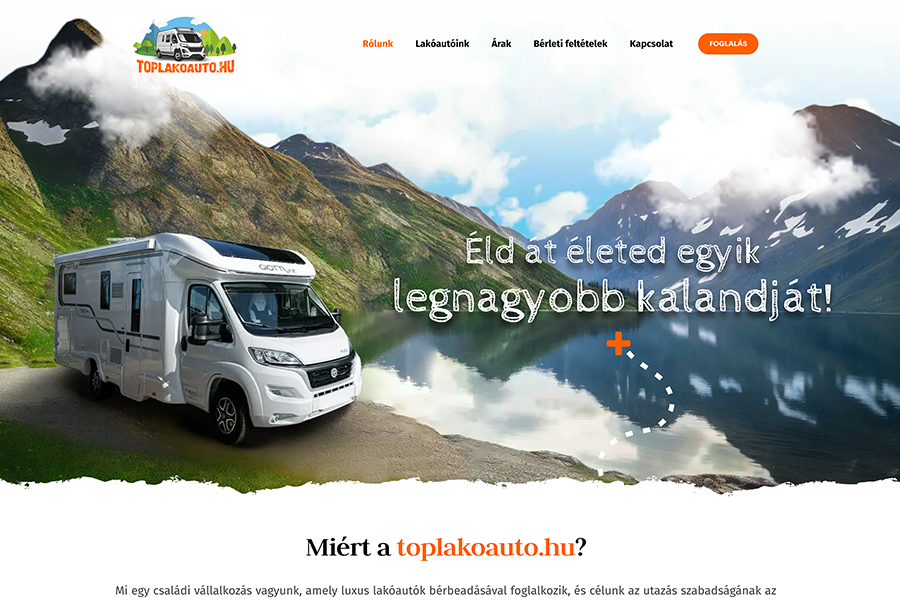 TOPLAKOAUTO.HU
Rólunk Lakóautóink Árak Bérleti feltételek Kapcsolat FOGLALÁS
Éld át életed egyik
legnagyobb kalandját!
Miért a toplakoauto.hu?
Mi egy családi vállalkozás vagyunk, amely luxus lakóautók bérbeadásával foglalkozik, és célunk az utazás szabadságának az